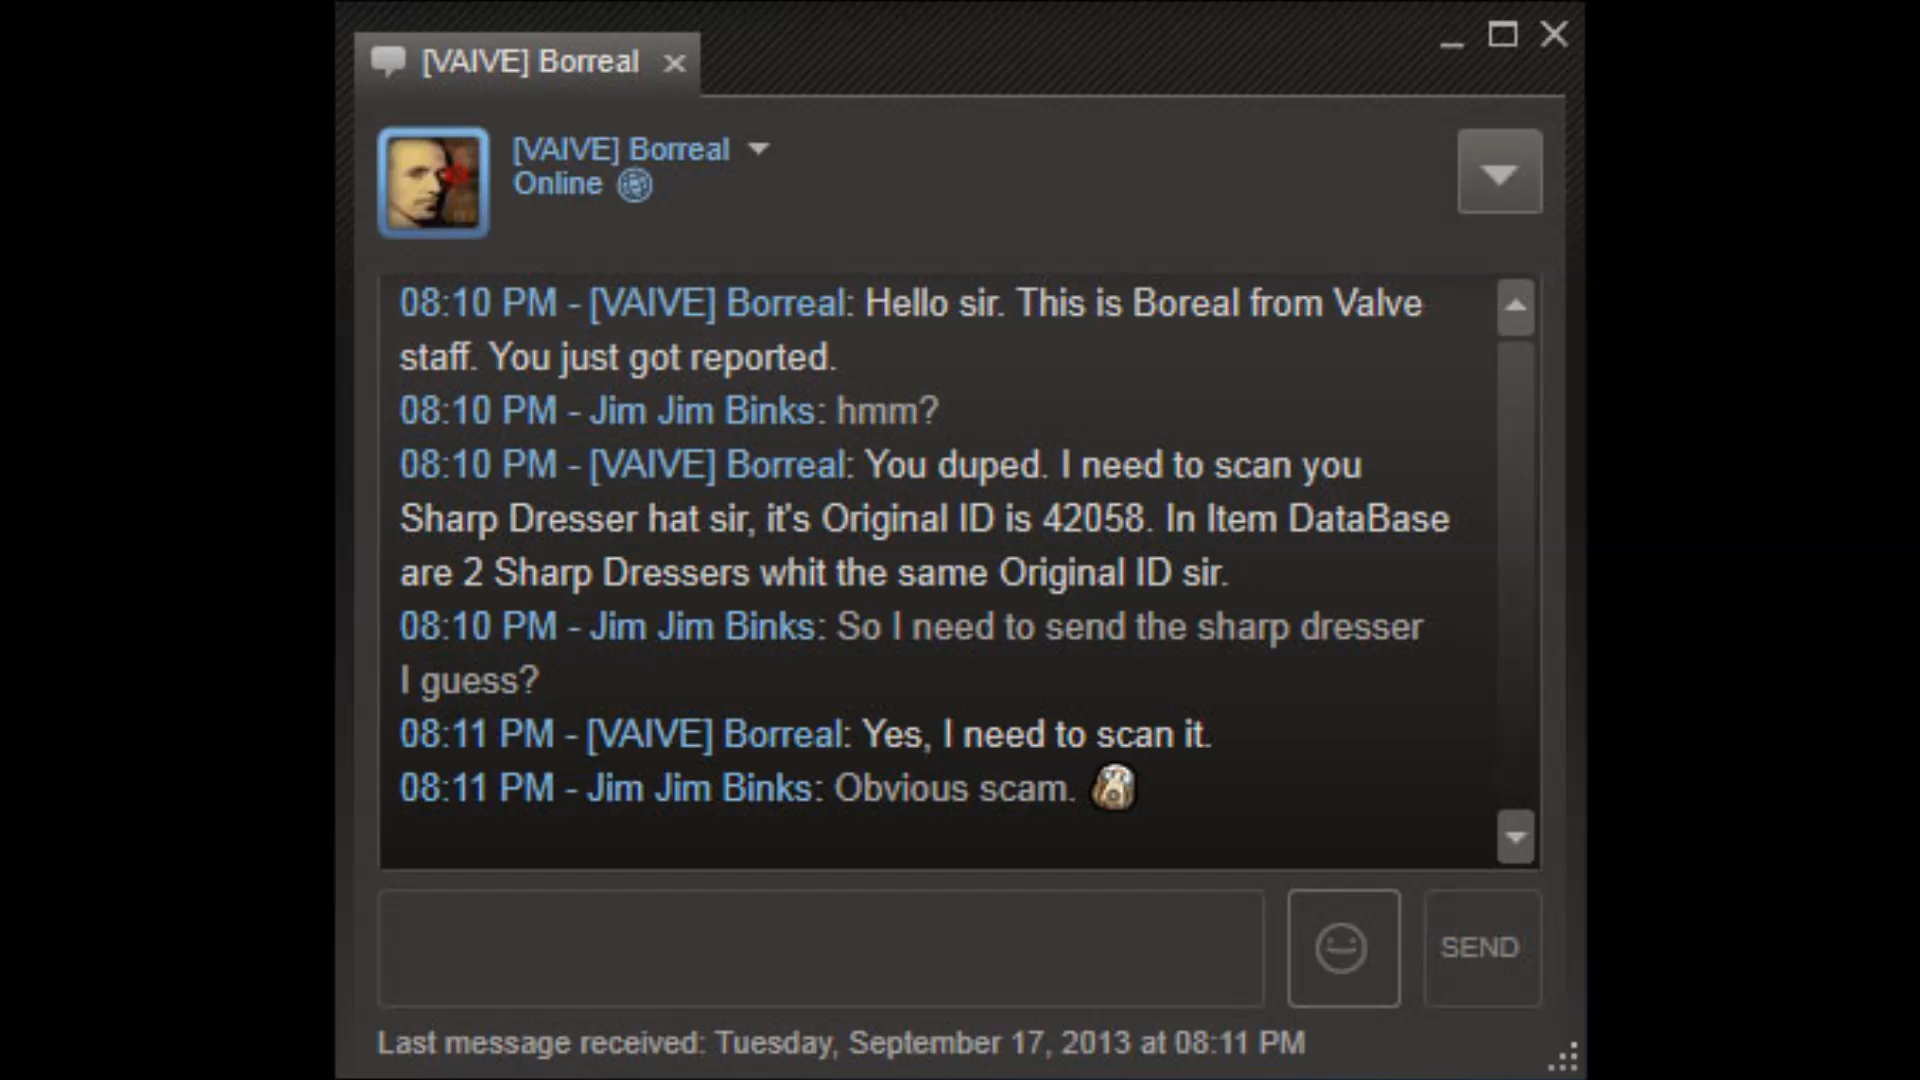 [VAIVE] Borreal
[VAIVE] Borreal
Online
08:10 PM - [VAIVE] Borreal: Hello sir. This is Boreal from Valve
staff. You just got reported.
08:10 PM - Jim Jim Binks: hmm?
08:10 PM - [VAIVE] Borreal: You duped. I need to scan you
Sharp Dresser hat sir, it's Original ID is 42058. In Item DataBase
are 2 Sharp Dressers whit the same Original ID sir.
08:10 PM - Jim Jim Binks: So I need to send the sharp dresser
I guess?
08:11 PM - [VAIVE] Borreal: Yes, I need to scan it.
08:11 PM - Jim Jim Binks: Obvious scam.
SEND
Last message received: Tuesday, September 17, 2013 at 08:11 PM